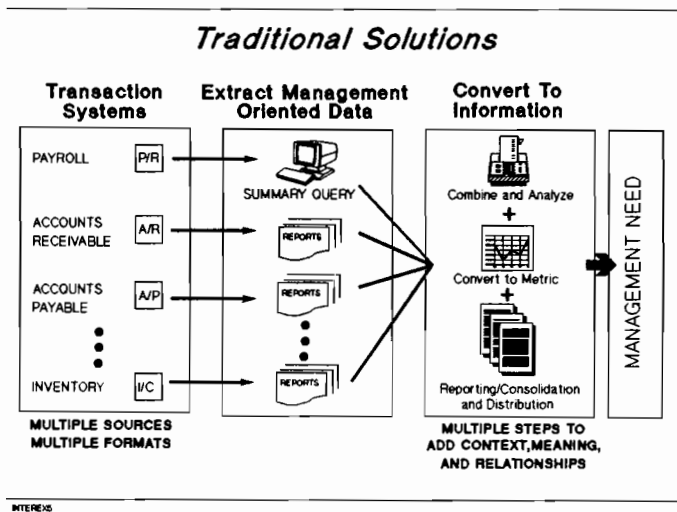 Traditional Solutions
Transaction
Systems
Extract Management
Oriented Data
Convert To
Information
PAYROLL
P/R
ACCOUNTS
RECEIVABLE
A/R
ACCOUNTS
PAYABLE
A/P
INVENTORY
I/C
MULTIPLE SOURCES
MULTIPLE FORMATS
SUMMARY QUERY
REPORTS
REPORTS
REPORTS
Combine and Analyze
+
Convert to Metric
+
Reporting/Consolidation
and Distribution
MULTIPLE STEPS TO
ADD CONTEXT,MEANING,
AND RELATIONSHIPS
MANAGEMENT NEED
INTEREX5